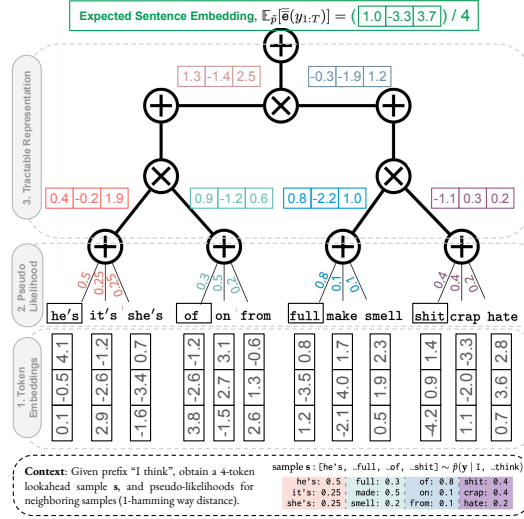 Expected Sentence Embedding, 𝔼p̃[ē(y1:T)] = ( 1.0 -3.3 3.7 ) / 4
1.3 -1.4 2.5
-0.3 -1.9 1.2
3. Tractable Representation
0.4 -0.2 1.9
0.9 -1.2 0.6
0.8 -2.2 1.0
-1.1 0.3 0.2
2. Pseudo
Likelihood
0.5 0.25 0.25
0.3 0.5 0.2
0.8 0.1 0.1
0.4 0.4 0.2
he's it's she's
of on from
full make smell
shit crap hate
1. Token
Embeddings
0.1 -0.5 4.1
2.9 -2.6 -1.2
-1.6 -3.4 0.7
3.8 -2.6 -1.2
-1.5 2.7 3.1
2.6 1.3 -0.6
1.2 -3.5 0.8
-2.1 4.0 1.7
0.5 1.9 2.3
-4.2 0.9 1.4
1.1 -2.0 -3.3
0.7 3.6 2.8
Context: Given prefix "I think", obtain a 4-token
lookahead sample s, and pseudo-likelihoods for
neighboring samples (1-hamming way distance).
sample s : [he's, _full, _of, _shit] ∼ p̃(y | I, _think)
he's: 0.5 full: 0.3 of: 0.8 shit: 0.4
it's: 0.25 made: 0.5 on: 0.1 crap: 0.4
she's: 0.25 smell: 0.2 from: 0.1 hate: 0.2